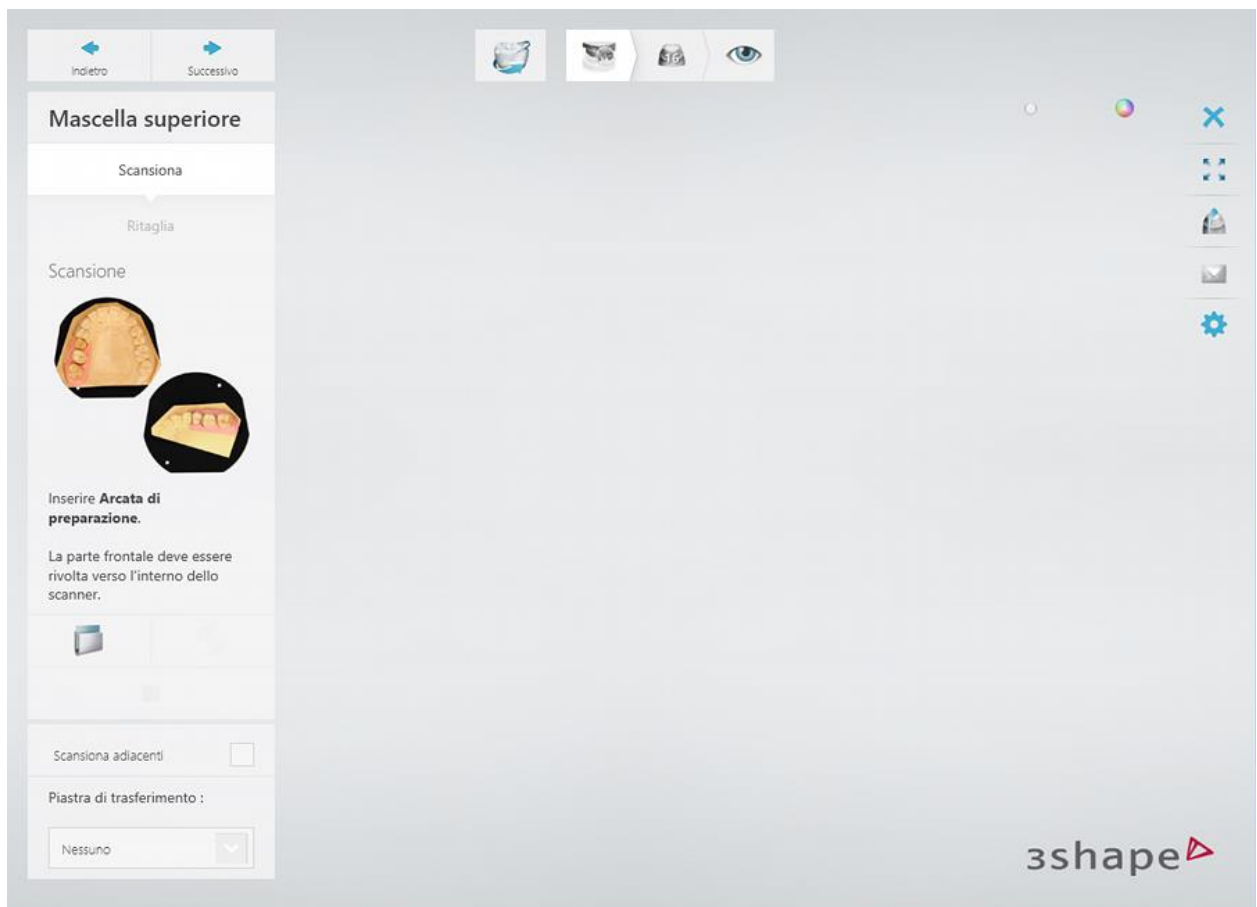 Indietro
Successivo
Mascella superiore
Scansiona
Ritaglia
Scansione
Inserire Arcata di
preparazione.
La parte frontale deve essere
rivolta verso l'interno dello
scanner.
Scansiona adiacenti
Piastra di trasferimento :
Nessuno
16
3shape